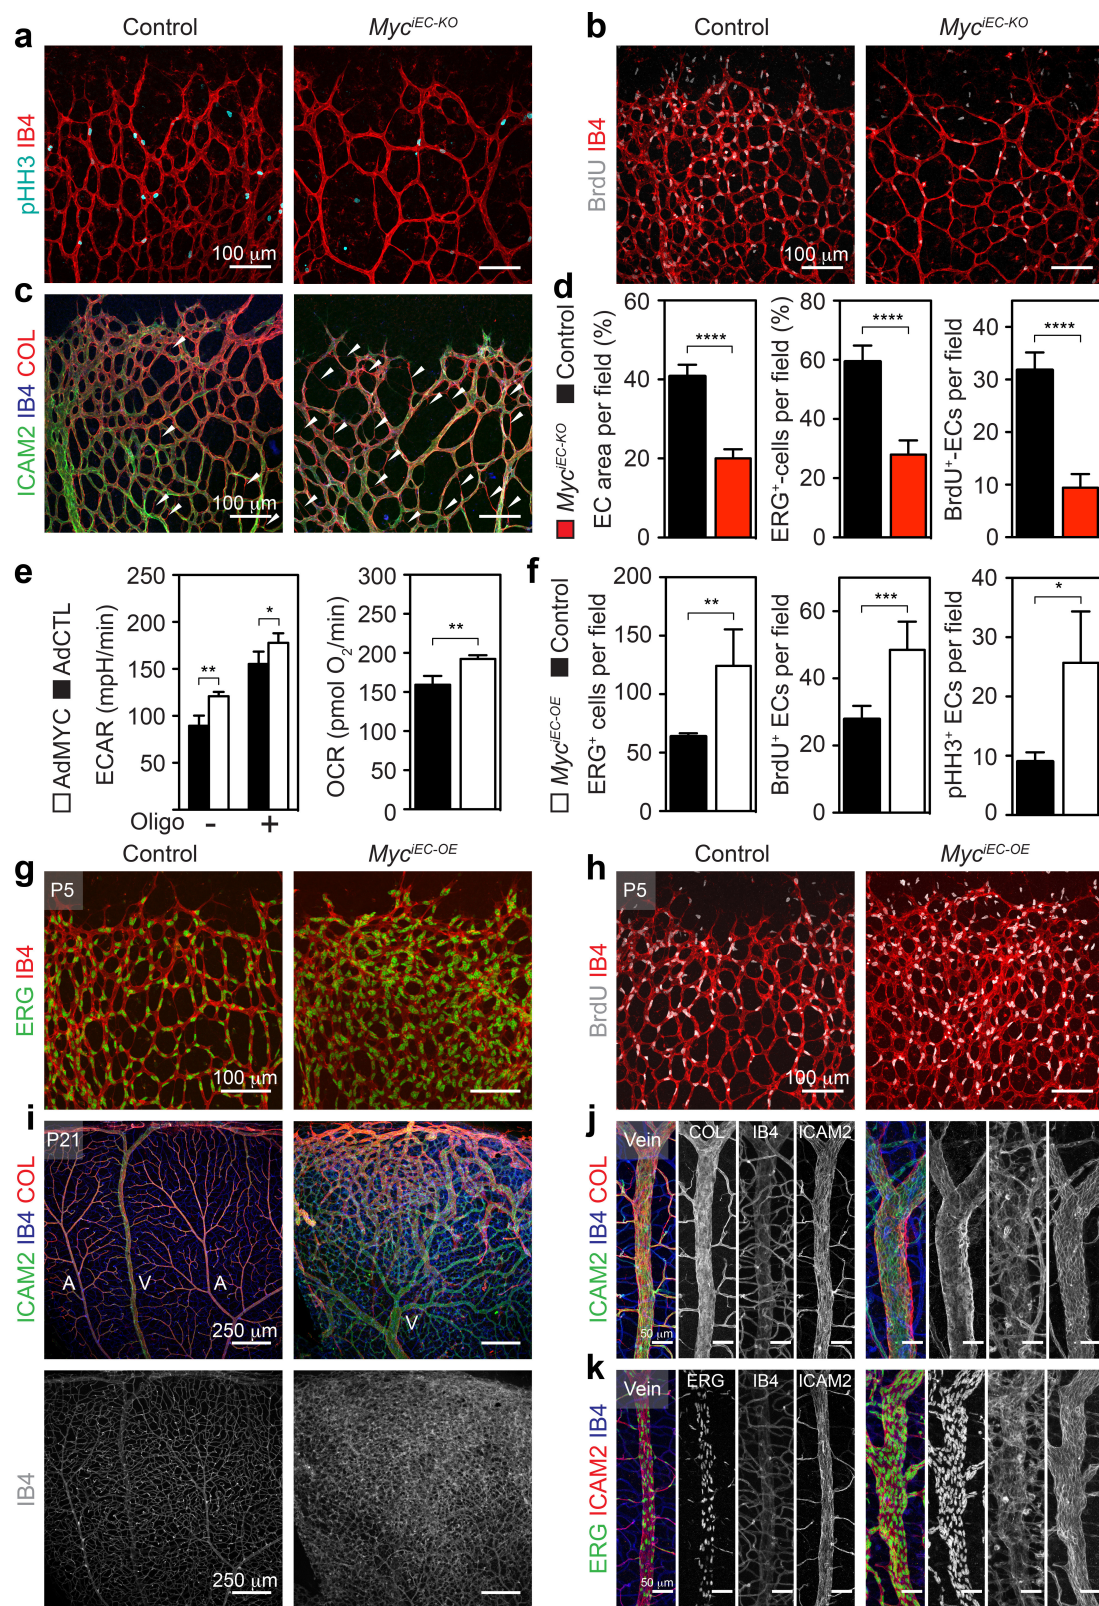 a
Control
Myc^iEC-KO
pHH3 IB4
100 μm
b
Control
Myc^iEC-KO
BrdU IB4
100 μm
c
ICAM2 IB4 COL
100 μm
d
Myc^iEC-KO Control
EC area per field (%)
60
40
20
0
****
ERG⁺-cells per field (%)
80
60
40
20
0
****
BrdU⁺-ECs per field
40
30
20
10
0
****
e
AdMYC AdCTL
ECAR (mpH/min)
250
200
150
100
50
**
*
Oligo - +
OCR (pmol O₂/min)
300
250
200
150
100
50
0
**
f
Myc^iEC-OE Control
ERG⁺ cells per field
200
150
100
50
0
**
BrdU⁺ ECs per field
60
40
20
0
***
pHH3⁺ ECs per field
40
30
20
10
0
*
g
Control
Myc^iEC-OE
P5
ERG IB4
100 μm
h
Control
Myc^iEC-OE
BrdU IB4
100 μm
i
P21
ICAM2 IB4 COL
A
V
A
250 μm
V
IB4
250 μm
j
ICAM2 IB4 COL
Vein
COL
IB4
ICAM2
50 μm
k
ERG ICAM2 IB4
Vein
ERG
IB4
ICAM2
50 μm